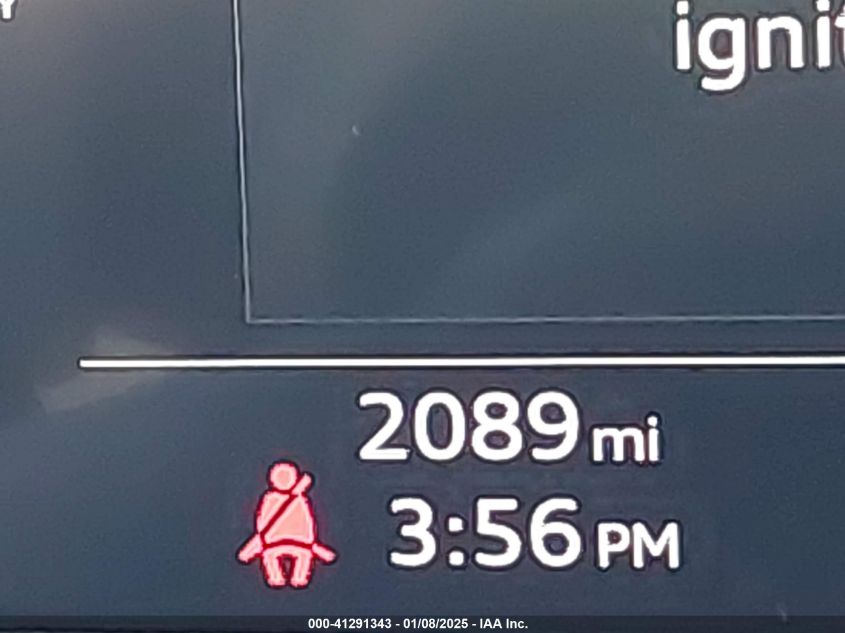 ignit
2089 mi
3:56 PM
000-41291343 - 01/08/2025 - IAA Inc.